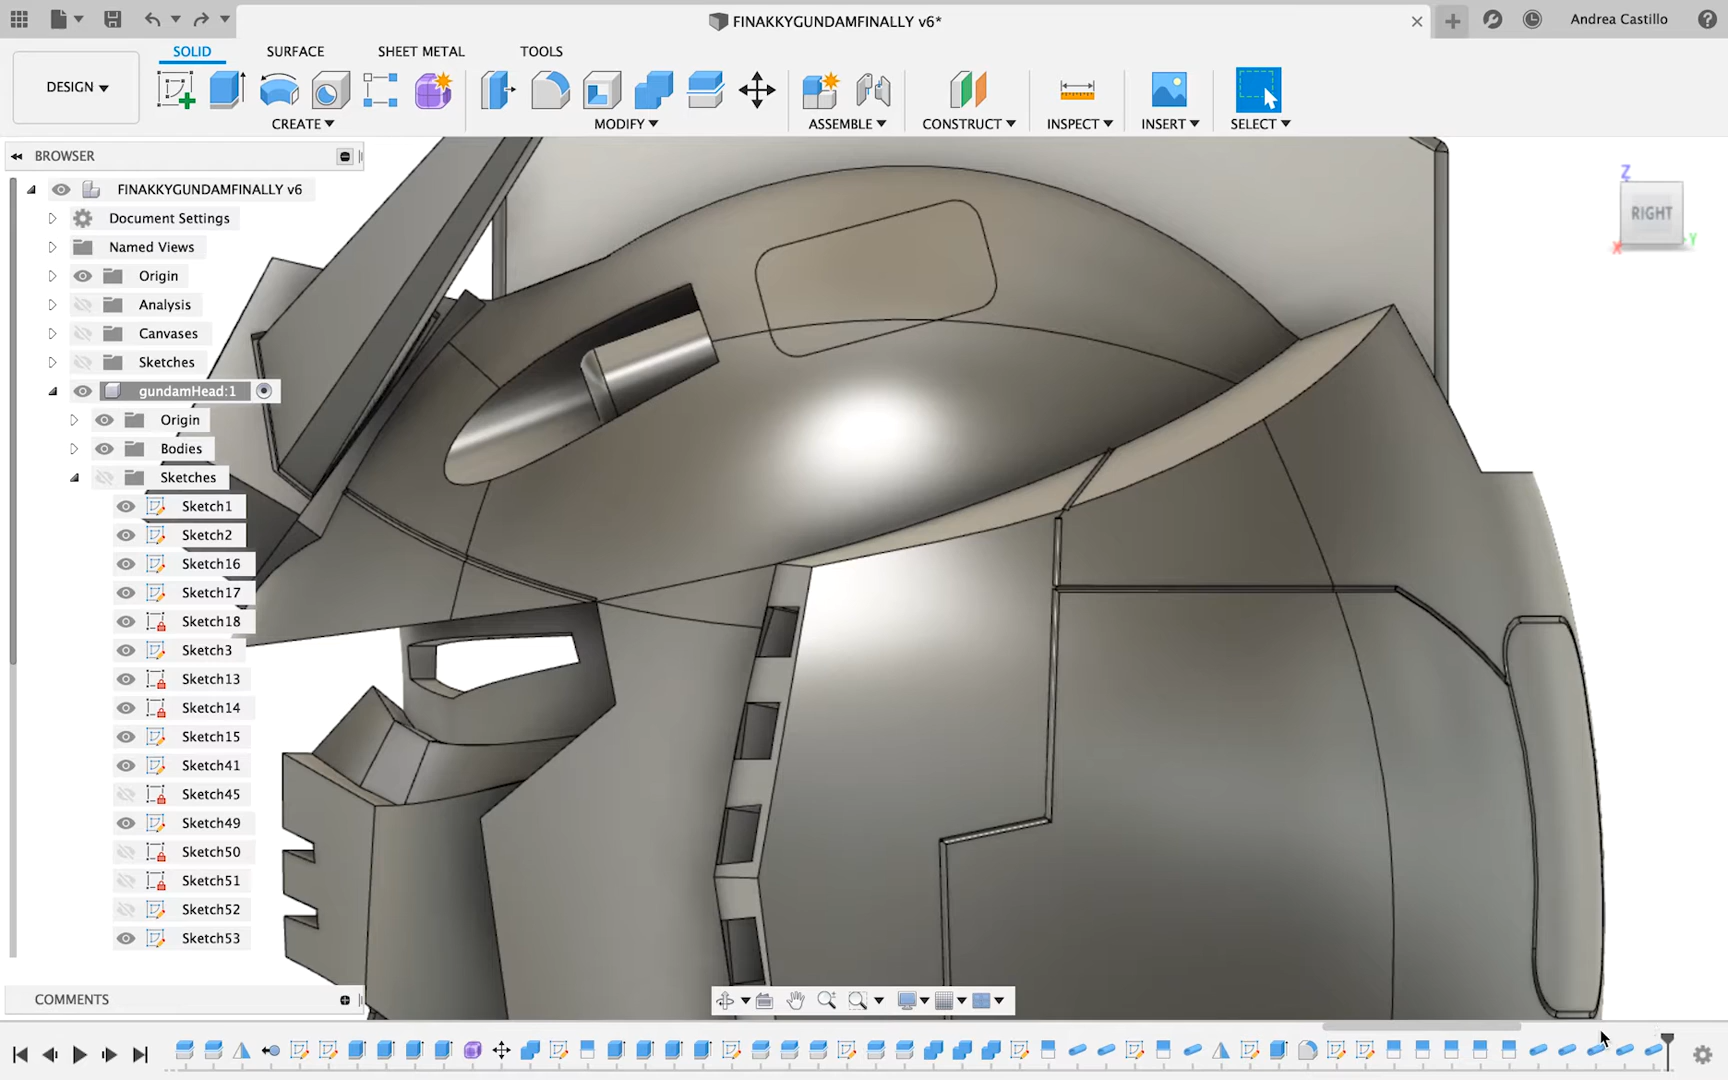 FINAKKYGUNDAMFINALLY v6*
Andrea Castillo
SOLID
SURFACE
SHEET METAL
TOOLS
DESIGN
CREATE
MODIFY
ASSEMBLE
CONSTRUCT
INSPECT
INSERT
SELECT
BROWSER
FINAKKYGUNDAMFINALLY v6
Document Settings
Named Views
Origin
Analysis
Canvases
Sketches
gundamHead:1
Origin
Bodies
Sketches
Sketch1
Sketch2
Sketch16
Sketch17
Sketch18
Sketch3
Sketch13
Sketch14
Sketch15
Sketch41
Sketch45
Sketch49
Sketch50
Sketch51
Sketch52
Sketch53
Z
RIGHT
X
Y
COMMENTS